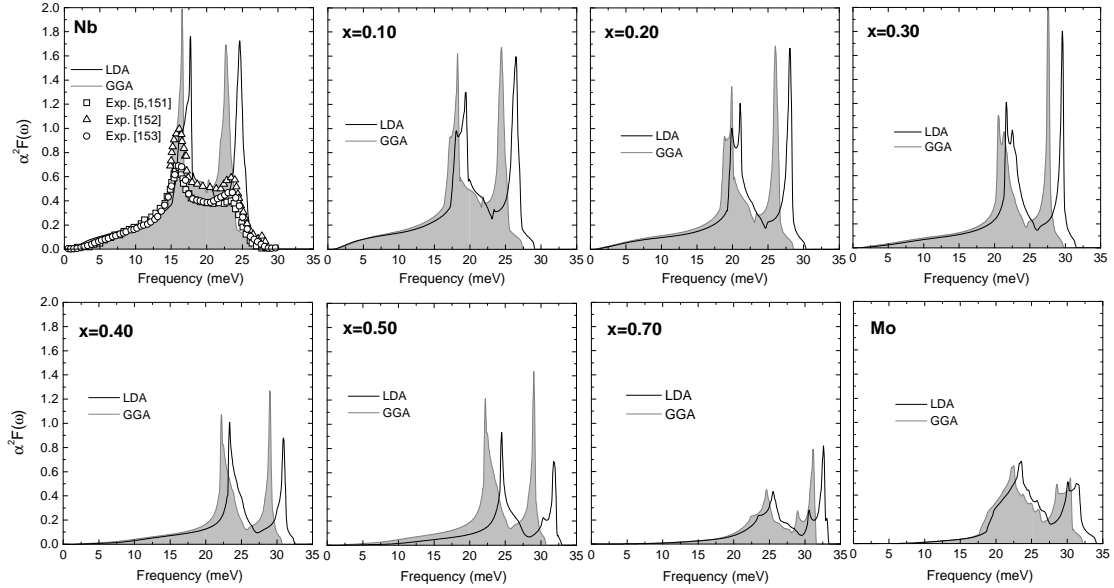 Nb
LDA
GGA
Exp. [5,151]
Exp. [152]
Exp. [153]
α²F(ω)
2.0
1.8
1.6
1.4
1.2
1.0
0.8
0.6
0.4
0.2
0.0
0 5 10 15 20 25 30 35
Frequency (meV)
x=0.10
LDA
GGA
5 10 15 20 25 30 35
Frequency (meV)
x=0.20
LDA
GGA
0 5 10 15 20 25 30 35
Frequency (meV)
x=0.30
LDA
GGA
0 5 10 15 20 25 30 35
Frequency (meV)
x=0.40
LDA
GGA
α²F(ω)
2.0
1.8
1.6
1.4
1.2
1.0
0.8
0.6
0.4
0.2
0.0
0 5 10 15 20 25 30 35
Frequency (meV)
x=0.50
LDA
GGA
0 5 10 15 20 25 30 35
Frequency (meV)
x=0.70
LDA
GGA
0 5 10 15 20 25 30 35
Frequency (meV)
Mo
LDA
GGA
0 5 10 15 20 25 30 35
Frequency (meV)